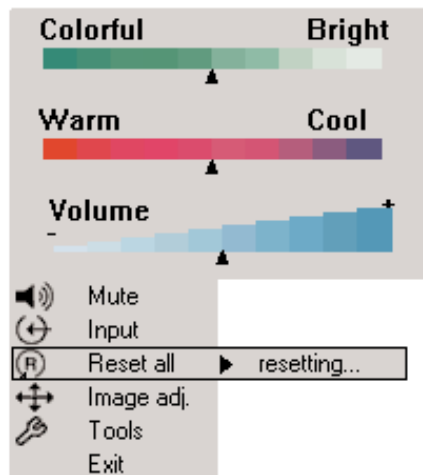 Colorful Bright
Warm Cool
Volume
- +
Mute
Input
R Reset all resetting...
Image adj.
Tools
Exit